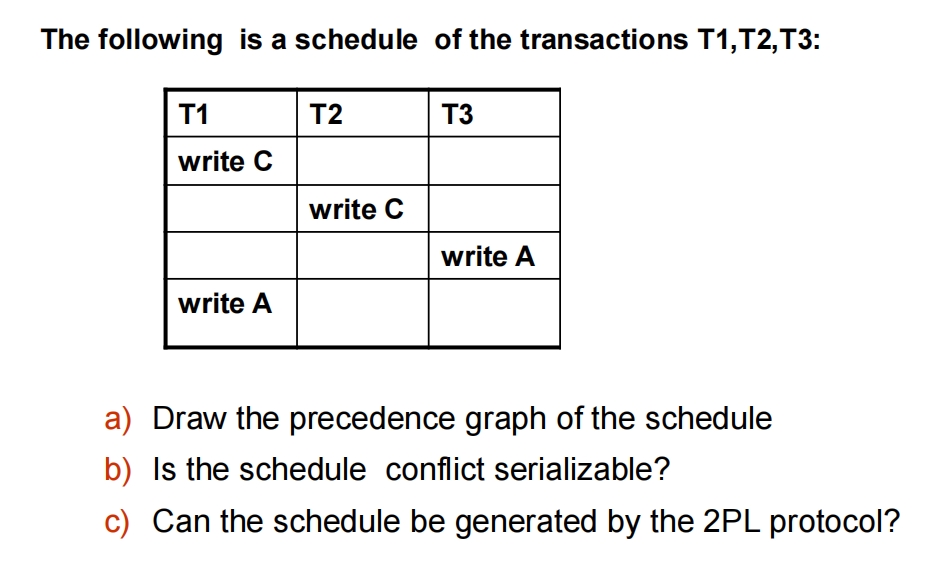 The following is a schedule of the transactions T1,T2,T3:
T1 T2 T3
write C
write C
write A
write A
a) Draw the precedence graph of the schedule
b) Is the schedule conflict serializable?
c) Can the schedule be generated by the 2PL protocol?